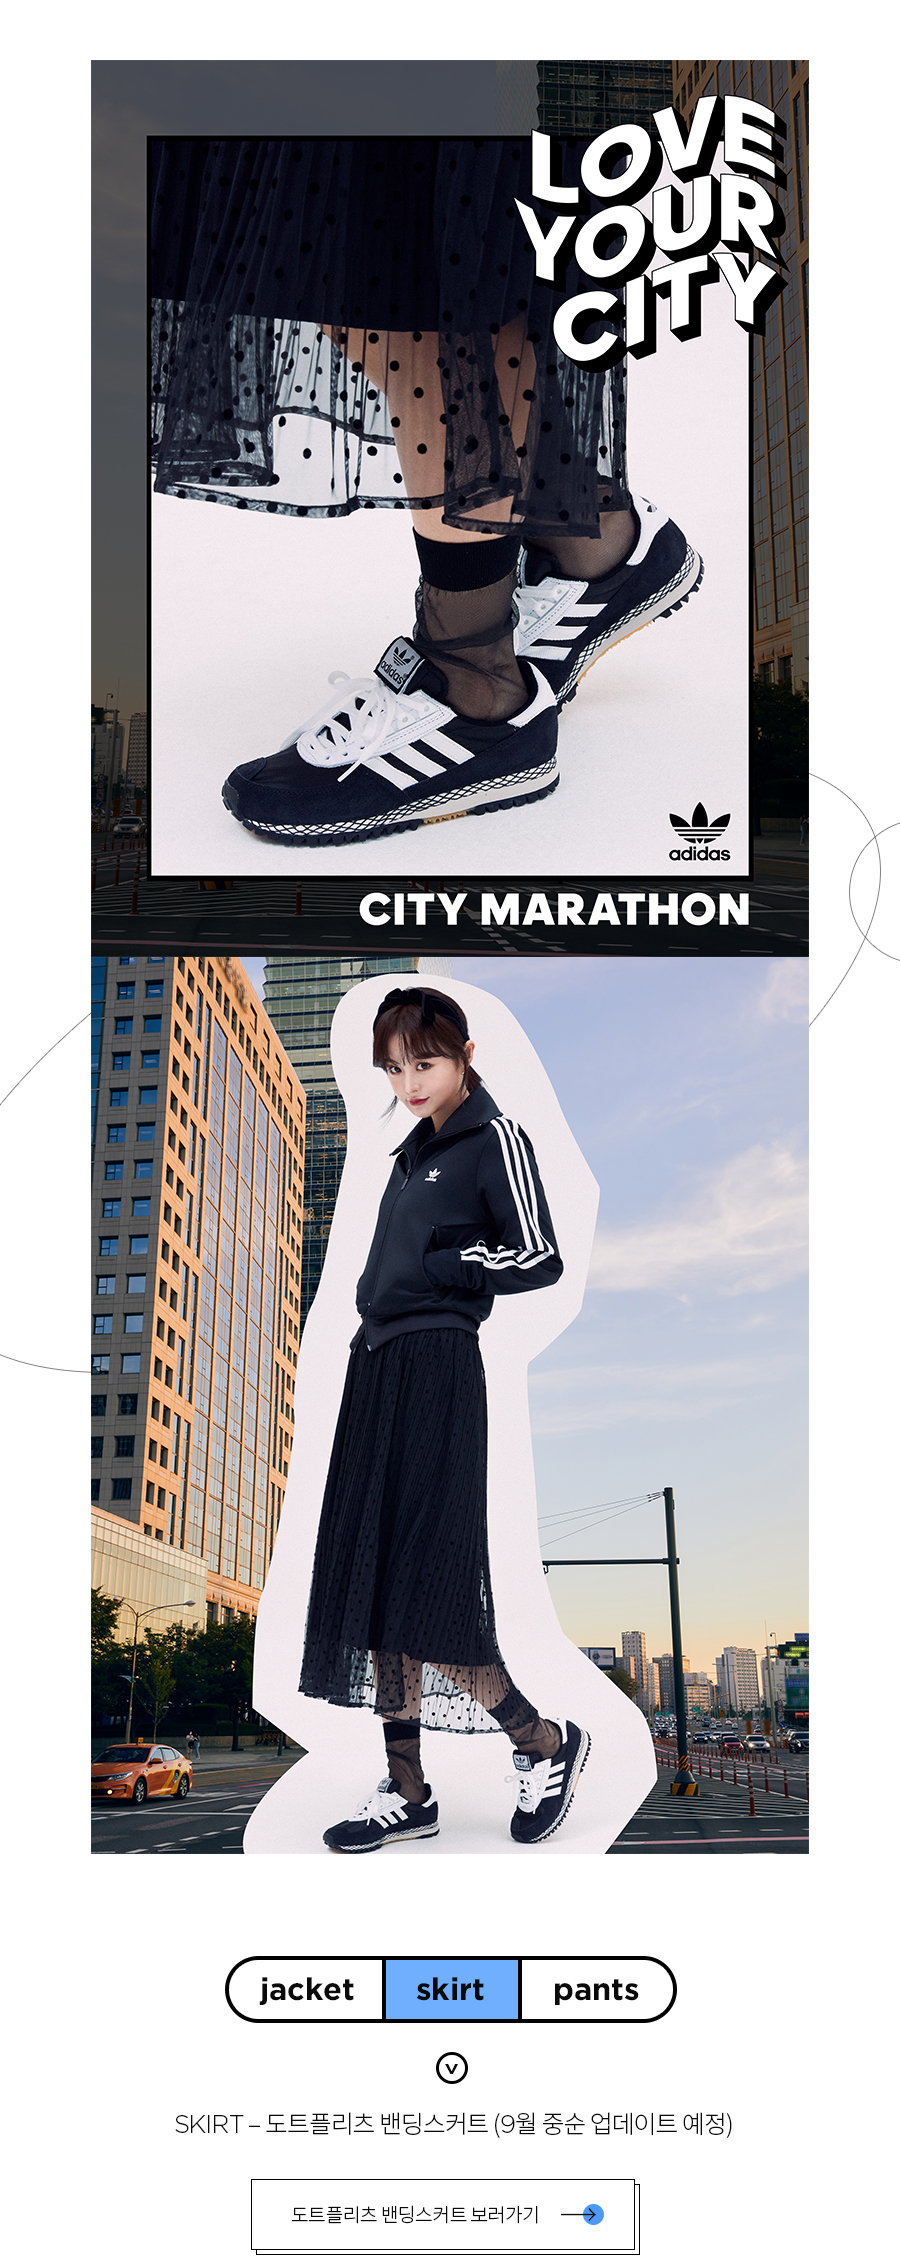 LOVE
YOUR
CITY
adidas
adidas
CITY MARATHON
adidas
jacket
skirt
pants
v
SKIRT – 도트플리츠 밴딩스커트 (9월 중순 업데이트 예정)
도트플리츠 밴딩스커트 보러가기